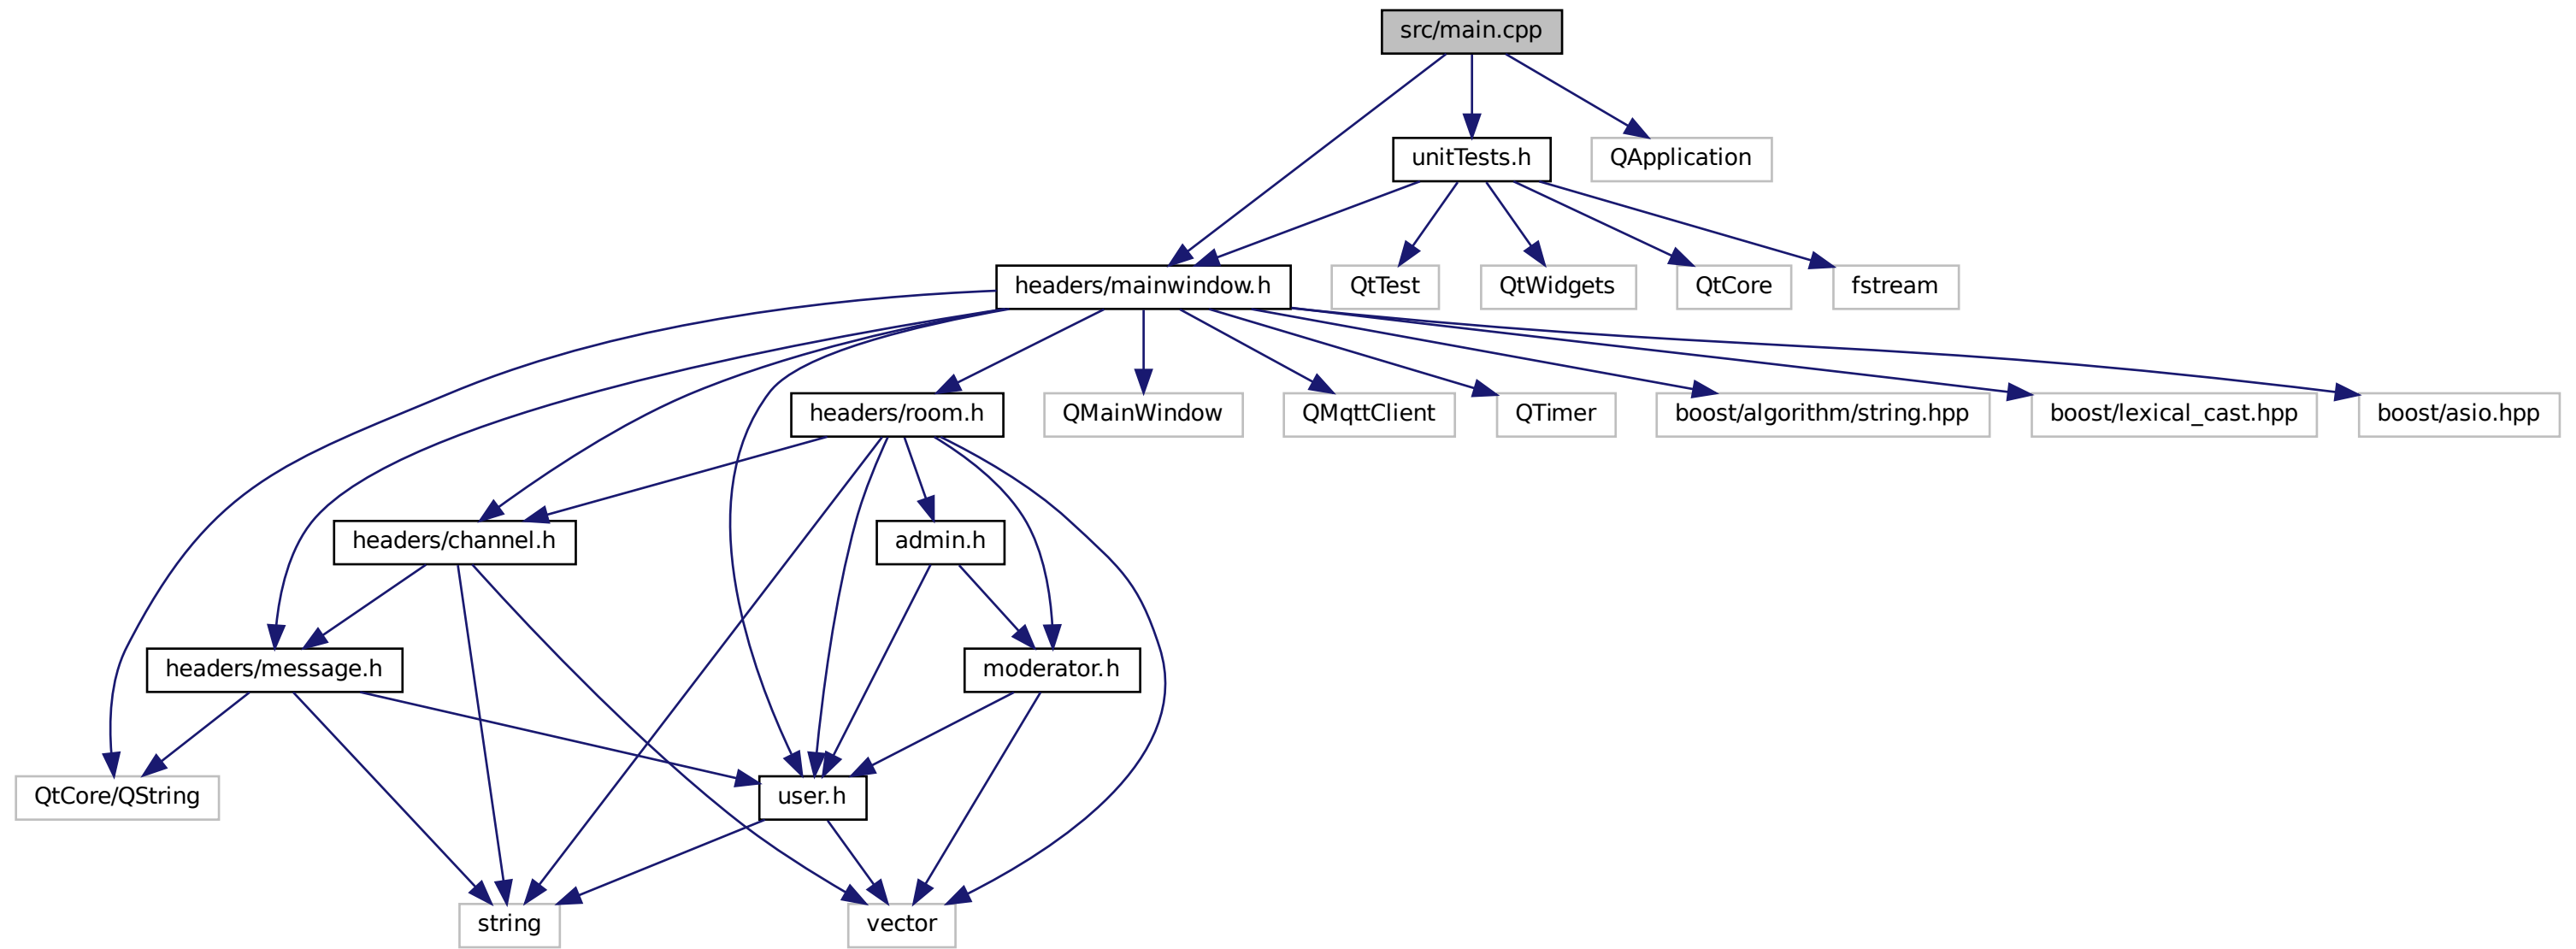 src/main.cpp
unitTests.h
QApplication
headers/mainwindow.h
QtTest
QtWidgets
QtCore
fstream
headers/room.h
QMainWindow
QMqttClient
QTimer
boost/algorithm/string.hpp
boost/lexical_cast.hpp
boost/asio.hpp
headers/channel.h
admin.h
headers/message.h
moderator.h
QtCore/QString
user.h
string
vector